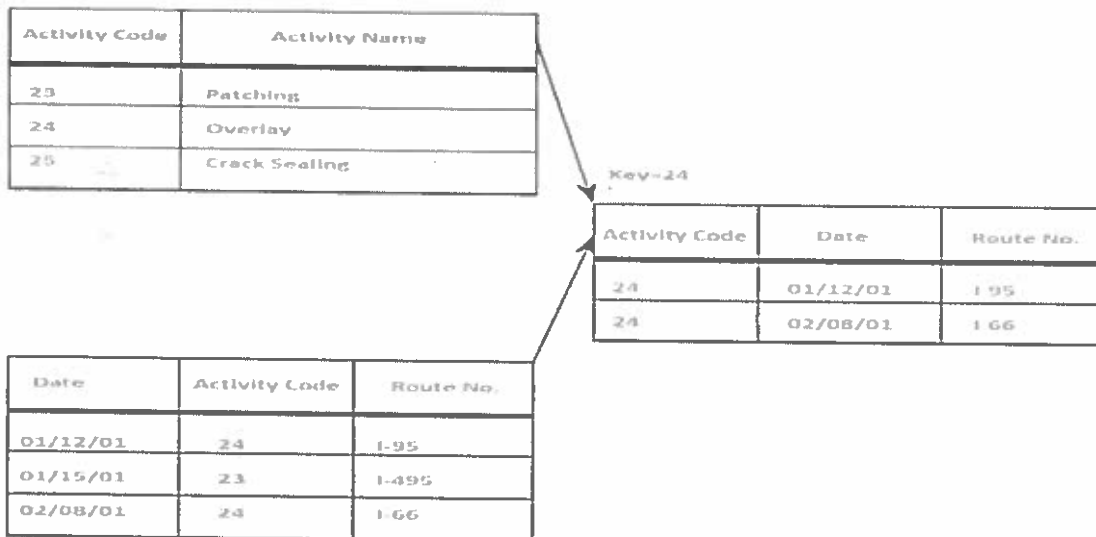 Activity Code Activity Name
23 Patching
24 Overlay
25 Crack Sealing
Key=24
Activity Code Date Route No.
24 01/12/01 I-95
24 02/08/01 I-66
Date Activity Code Route No.
01/12/01 24 I-95
01/15/01 23 I-495
02/08/01 24 I-66